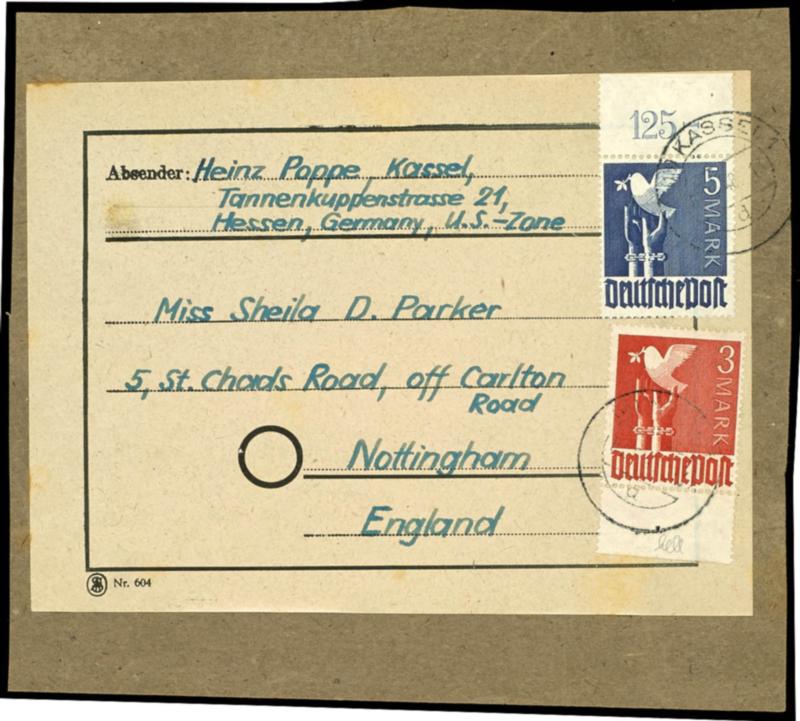 125
KASSEL 1
d
5 MARK
Deutsche Post
Absender: Heinz Poppe, Kassel,
Tannenkuppenstrasse 21,
Hessen, Germany, U.S.-Zone
Miss Sheila D. Parker
3 MARK
Deutsche Post
d
5, St. Chads Road, off Carlton
Road
Nottingham
England
Nr. 604